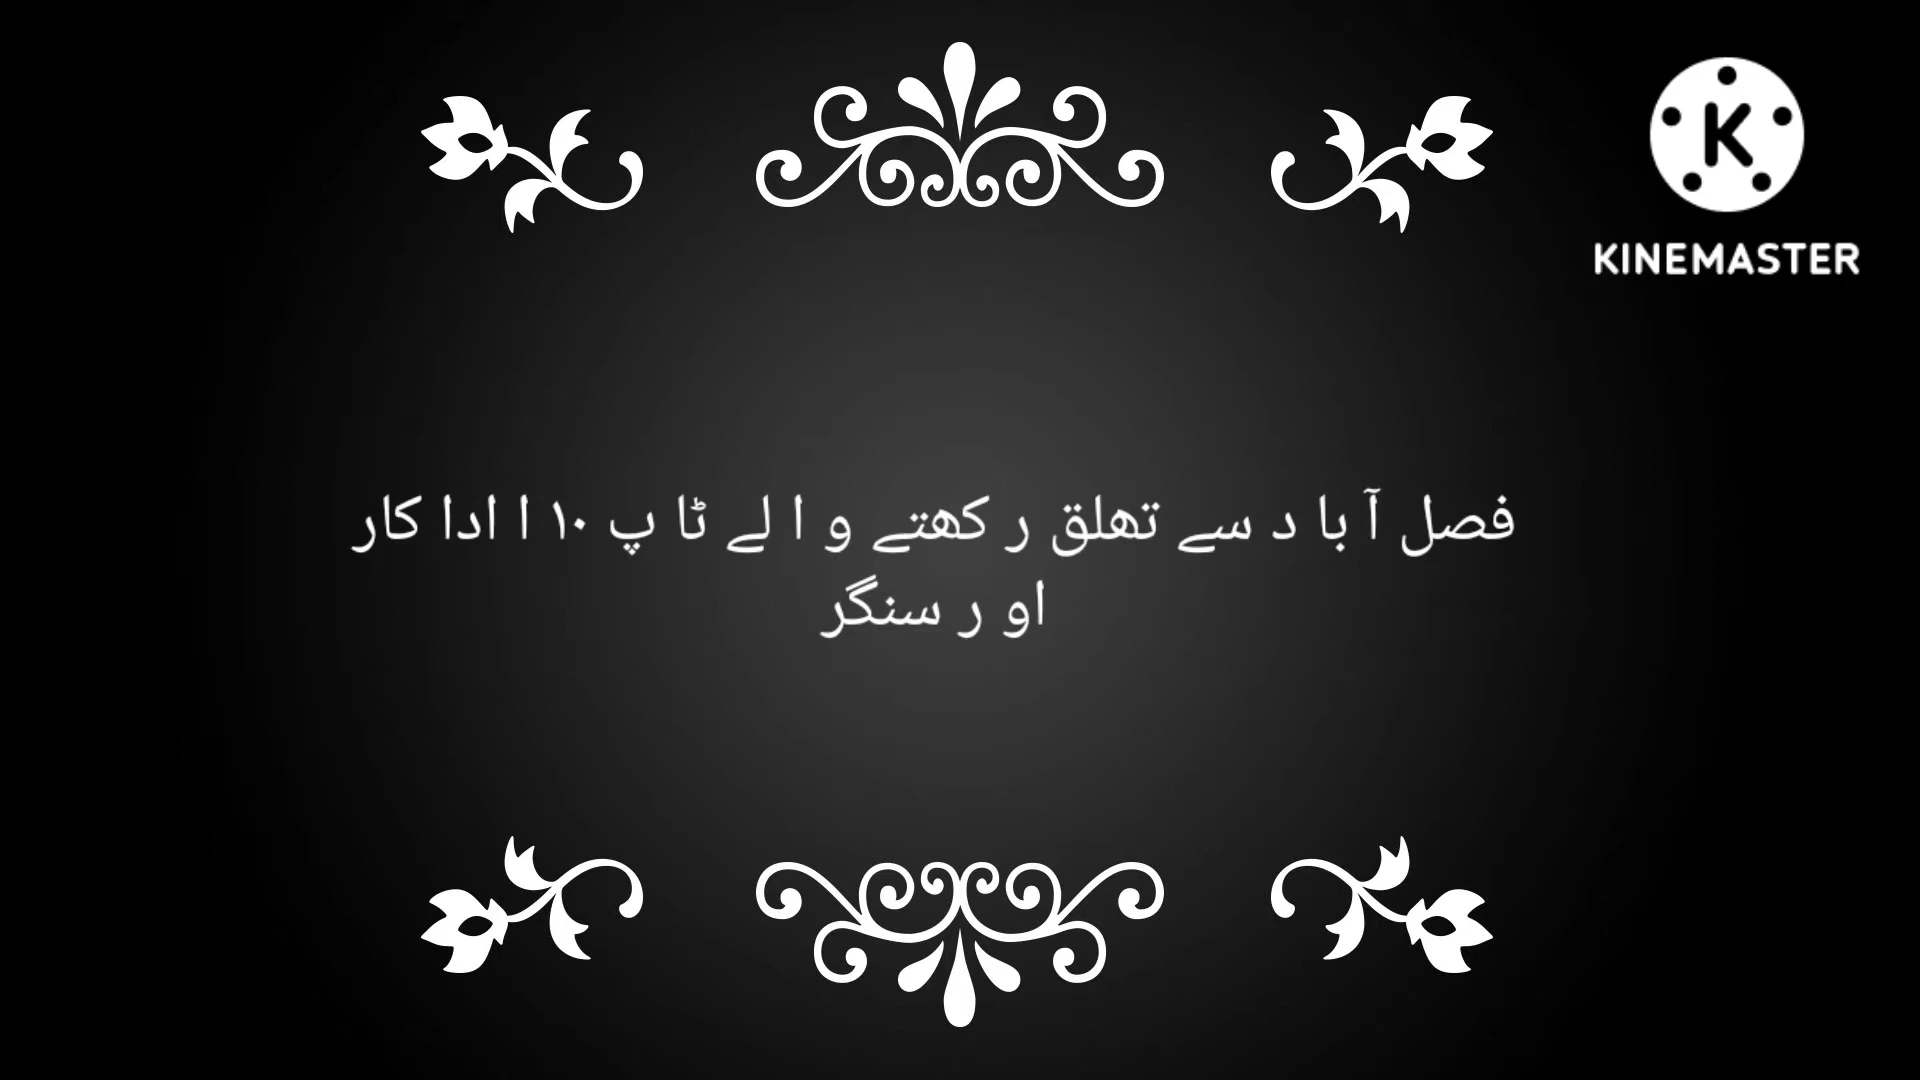 KINEMASTER
فصل آ با د سے تھلق ر کھتے و ا لے ٹا پ ۱۰ ا ادا کار
او ر سنگر